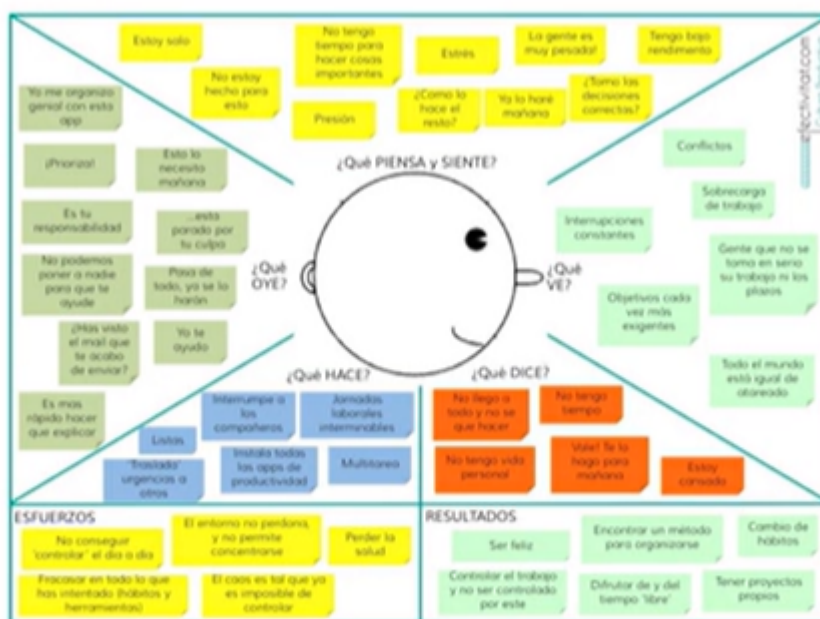 Estoy solo
No estoy
hecho para
esto
No tengo
tiempo para
hacer cosas
importantes
Presión
Estrés
¿Como lo
hace el
resto?
La gente es
muy pesada!
Ya lo haré
mañana
Tengo bajo
rendimiento
¿Tomo las
decisiones
correctas?
efectivitat.com
¿Qué PIENSA y SIENTE?
Yo me organizo
genial con esta
app
¡Prioriza!
Esto lo
necesito
mañana
Es tu
responsabilidad
...esta
parado por
tu culpa
No podemos
poner a nadie
para que te
ayude
Pasa de
todo, ya se lo
harán
¿Has visto
el mail que
te acabo
de enviar?
Yo te
ayudo
Es mas
rápido hacer
que explicar
¿Qué
OYE?
¿Qué
VE?
Conflictos
Sobrecarga
de trabajo
Interrupciones
constantes
Gente que no se
toma en serio
su trabajo ni los
plazos
Objetivos cada
vez más
exigentes
Todo el mundo
está igual de
atareado
¿Qué HACE?
Interrumpe a
los
compañeros
Jornadas
laborales
interminables
Listas
'Traslada'
urgencias a
otros
Instala todas
las apps de
productividad
Multitarea
¿Qué DICE?
No llego a
todo y no se
que hacer
No tengo
tiempo
No tengo vida
personal
Vale! Te lo
hago para
mañana
Estoy
cansado
ESFUERZOS
No conseguir
'controlar' el dia a dia
El entorno no perdona,
y no permite
concentrarse
Perder la
salud
Fracasar en todo lo que
has intentado (hábitos y
herramientas)
El caos es tal que ya
es imposible de
controlar
RESULTADOS
Ser feliz
Encontrar un método
para organizarse
Cambio de
hábitos
Controlar el trabajo
y no ser controlado
por este
Difrutar de y del
tiempo 'libre'
Tener proyectos
propios